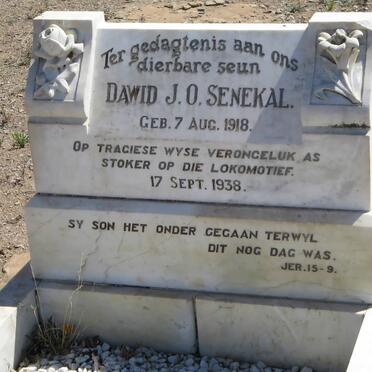 Ter gedagtenis aan ons
dierbare seun
DAWID J.O. SENEKAL.
GEB. 7 AUG. 1918.
OP TRAGIESE WYSE VERONGELUK AS
STOKER OP DIE LOKOMOTIEF.
17 SEPT. 1938.
SY SON HET ONDER GEGAAN TERWYL
DIT NOG DAG WAS.
JER.15-9.